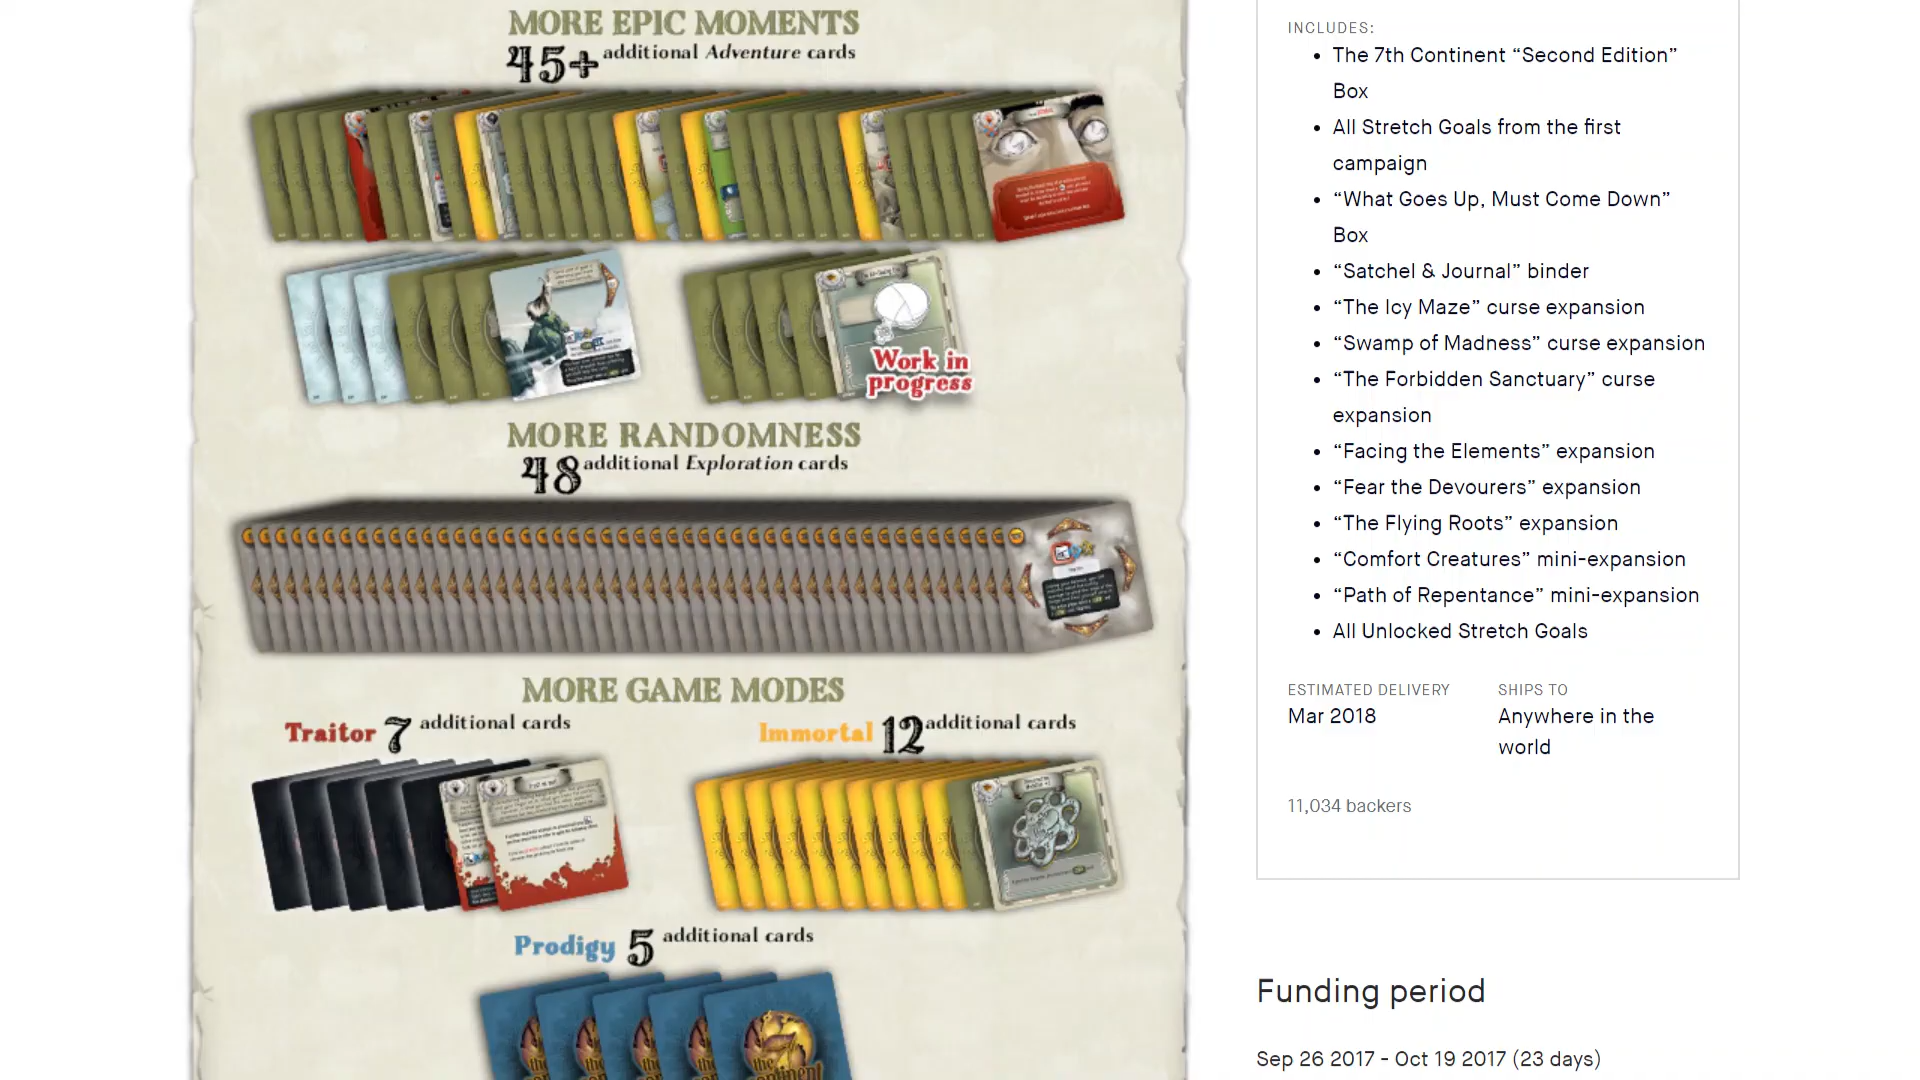 MORE EPIC MOMENTS
45+ additional Adventure cards
Work in
progress
MORE RANDOMNESS
48 additional Exploration cards
MORE GAME MODES
Traitor 7 additional cards
Immortal 12 additional cards
Prodigy 5 additional cards
the
INCLUDES:
The 7th Continent “Second Edition”
Box
All Stretch Goals from the first
campaign
“What Goes Up, Must Come Down”
Box
“Satchel & Journal” binder
“The Icy Maze” curse expansion
“Swamp of Madness” curse expansion
“The Forbidden Sanctuary” curse
expansion
“Facing the Elements” expansion
“Fear the Devourers” expansion
“The Flying Roots” expansion
“Comfort Creatures” mini-expansion
“Path of Repentance” mini-expansion
All Unlocked Stretch Goals
ESTIMATED DELIVERY
Mar 2018
SHIPS TO
Anywhere in the
world
11,034 backers
Funding period
Sep 26 2017 - Oct 19 2017 (23 days)